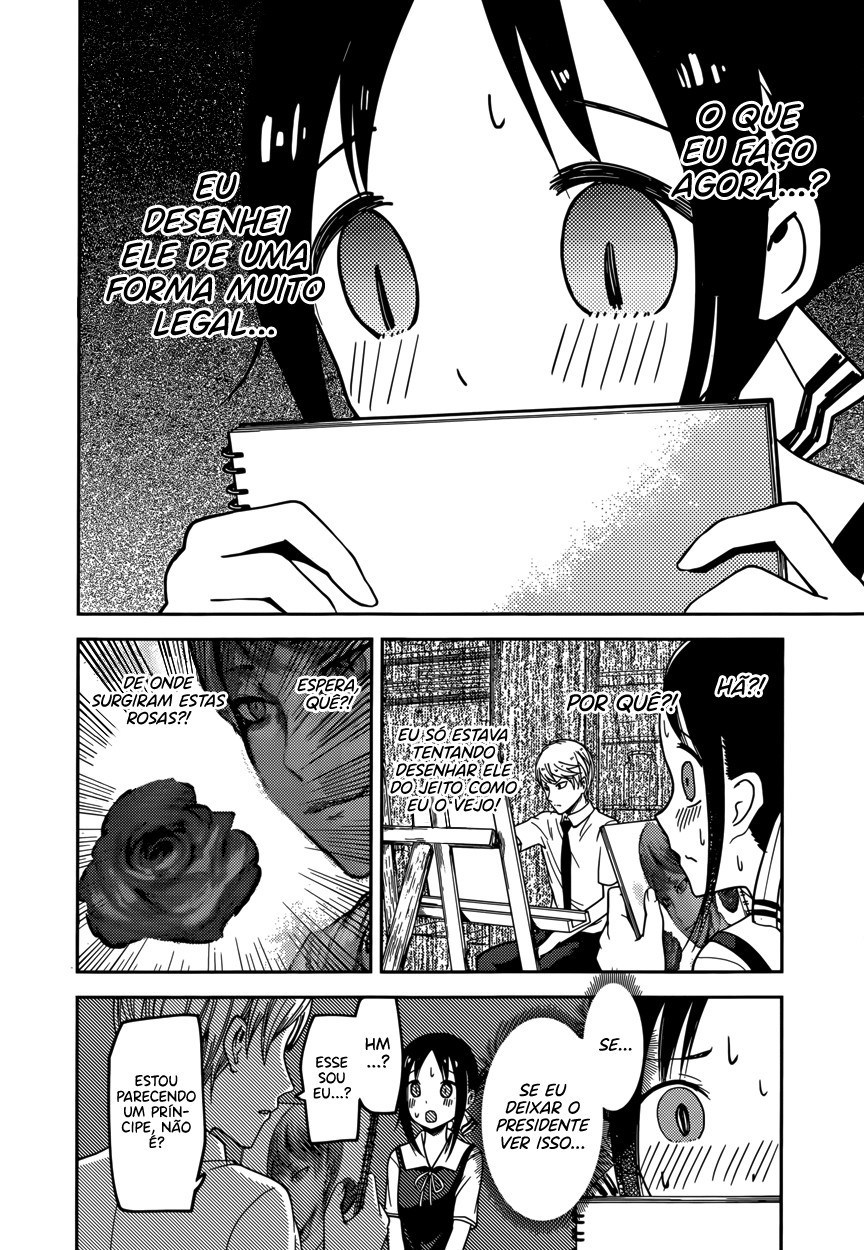 O QUE
EU FAÇO
AGORA...?
EU
DESENHEI
ELE DE UMA
FORMA MUITO
LEGAL...
HÃ?!
POR QUÊ?!
EU SÓ ESTAVA
TENTANDO
DESENHAR ELE
DO JEITO COMO
EU O VEJO!
ESPERA,
QUÊ?!
DE ONDE
SURGIRAM ESTAS
ROSAS?!
SE...
SE EU
DEIXAR O
PRESIDENTE
VER ISSO...
HM
...?
ESSE
SOU
EU...?
ESTOU
PARECENDO
UM PRÍN-
CIPE, NÃO
É?